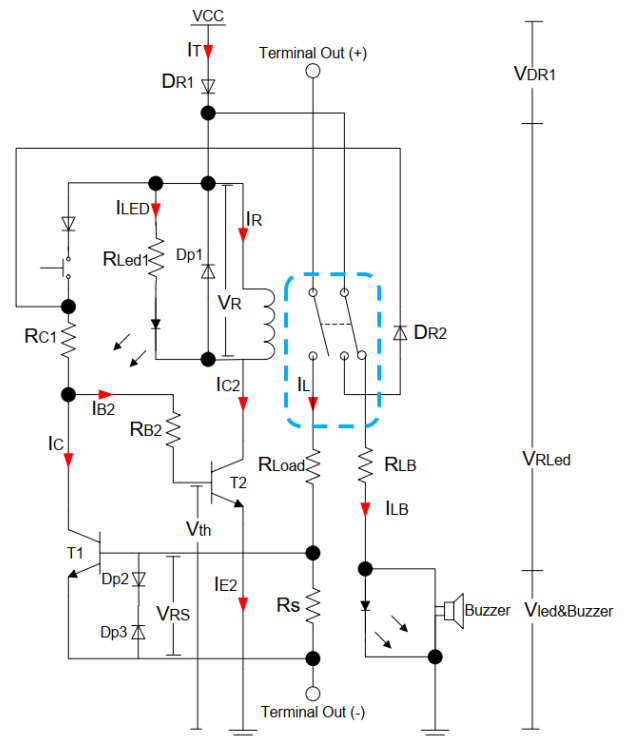 VCC
IT
Terminal Out (+)
DR1
VDR1
ILED
IR
RLed1
Dp1
VR
DR2
RC1
IB2
IC2
IL
RB2
RLoad
RLB
VRLed
IC
T2
ILB
Vth
T1
Dp2
VRS
IE2
Rs
Buzzer
Vled&Buzzer
Dp3
Terminal Out (-)